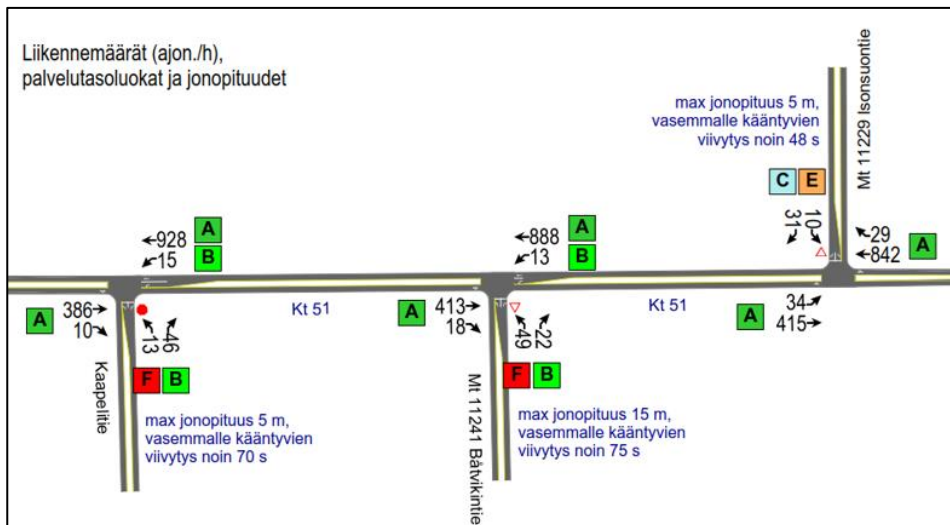 Liikennemäärät (ajon./h),
palvelutasoluokat ja jonopituudet
max jonopituus 5 m,
vasemmalle kääntyvien
viivytys noin 48 s
Mt 11229 Isonsuontie
C E
31 10
29
842
A
34
415
A
928
15
A
B
386
10
A
13 46
F B
Kaapelitie
max jonopituus 5 m,
vasemmalle kääntyvien
viivytys noin 70 s
Kt 51
888
13
A
B
413
18
A
49 22
F B
Mt 11241 Båtvikintie
max jonopituus 15 m,
vasemmalle kääntyvien
viivytys noin 75 s
Kt 51